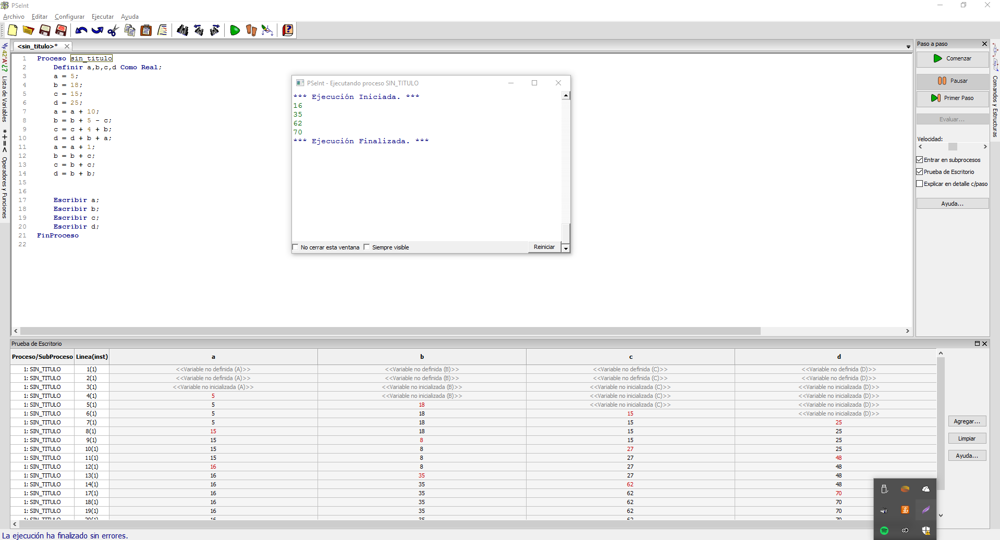 PSeInt
Archivo Editar Configurar Ejecutar Ayuda
<sin_titulo>*
Lista de Variables
Operadores y Funciones
1 Proceso sin_titulo
2 Definir a,b,c,d Como Real;
3 a = 5;
4 b = 18;
5 c = 15;
6 d = 25;
7 a = a + 10;
8 b = b + 5 - c;
9 c = c + 4 + b;
10 d = d + b + a;
11 a = a + 1;
12 b = b + c;
13 c = b + c;
14 d = b + b;
15
16
17 Escribir a;
18 Escribir b;
19 Escribir c;
20 Escribir d;
21 FinProceso
22
PSeInt - Ejecutando proceso SIN_TITULO
*** Ejecución Iniciada. ***
16
35
62
70
*** Ejecución Finalizada. ***
No cerrar esta ventana Siempre visible Reiniciar
Paso a paso
Comenzar
Pausar
Primer Paso
Evaluar...
Velocidad:
Entrar en subprocesos
Prueba de Escritorio
Explicar en detalle c/paso
Ayuda...
Comandos y Estructuras
Prueba de Escritorio
Proceso/SubProceso Linea(inst) a b c d
1: SIN_TITULO 1(1) <<Variable no definida (A)>> <<Variable no definida (B)>> <<Variable no definida (C)>> <<Variable no definida (D)>>
1: SIN_TITULO 2(1) <<Variable no definida (A)>> <<Variable no definida (B)>> <<Variable no definida (C)>> <<Variable no definida (D)>>
1: SIN_TITULO 3(1) <<Variable no inicializada (A)>> <<Variable no inicializada (B)>> <<Variable no inicializada (C)>> <<Variable no inicializada (D)>>
1: SIN_TITULO 4(1) 5 <<Variable no inicializada (B)>> <<Variable no inicializada (C)>> <<Variable no inicializada (D)>>
1: SIN_TITULO 5(1) 5 18 <<Variable no inicializada (C)>> <<Variable no inicializada (D)>>
1: SIN_TITULO 6(1) 5 18 15 <<Variable no inicializada (D)>>
1: SIN_TITULO 7(1) 5 18 15 25
1: SIN_TITULO 8(1) 15 18 15 25
1: SIN_TITULO 9(1) 15 8 15 25
1: SIN_TITULO 10(1) 15 8 27 25
1: SIN_TITULO 11(1) 15 8 27 48
1: SIN_TITULO 12(1) 16 8 27 48
1: SIN_TITULO 13(1) 16 35 27 48
1: SIN_TITULO 14(1) 16 35 62 48
1: SIN_TITULO 17(1) 16 35 62 70
1: SIN_TITULO 18(1) 16 35 62 70
1: SIN_TITULO 19(1) 16 35 62 70
1: SIN_TITULO 20(1) 16 35 62 70
Agregar...
Limpiar
Ayuda...
La ejecución ha finalizado sin errores.